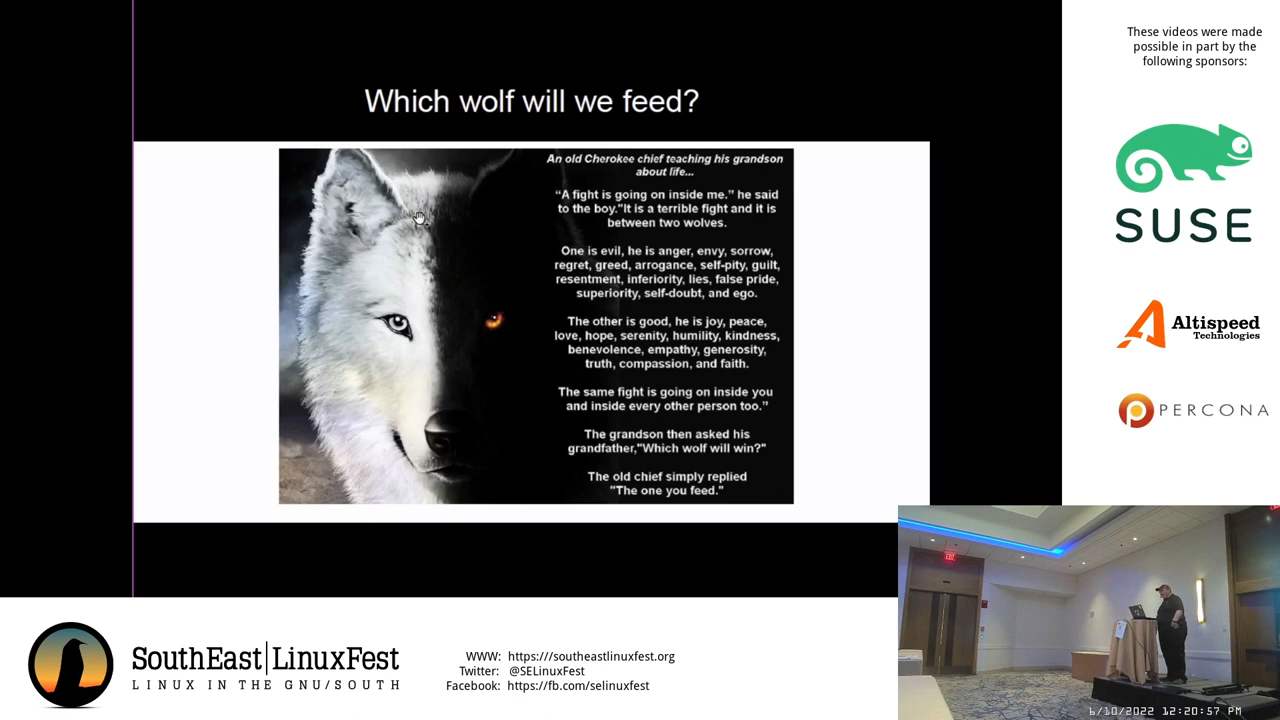 Which wolf will we feed?
An old Cherokee chief teaching his grandson
about life...
“A fight is going on inside me.” he said
to the boy."It is a terrible fight and it is
between two wolves.
One is evil, he is anger, envy, sorrow,
regret, greed, arrogance, self-pity, guilt,
resentment, inferiority, lies, false pride,
superiority, self-doubt, and ego.
The other is good, he is joy, peace,
love, hope, serenity, humility, kindness,
benevolence, empathy, generosity,
truth, compassion, and faith.
The same fight is going on inside you
and inside every other person too.”
The grandson then asked his
grandfather,"Which wolf will win?"
The old chief simply replied
"The one you feed."
These videos were made
possible in part by the
following sponsors:
SUSE
Altispeed
Technologies
PERCONA
EXIT
6/10/2022 12:20:57 PM
SouthEast|LinuxFest
LINUX IN THE GNU/SOUTH
WWW: https:///southeastlinuxfest.org
Twitter: @SELinuxFest
Facebook: https://fb.com/selinuxfest